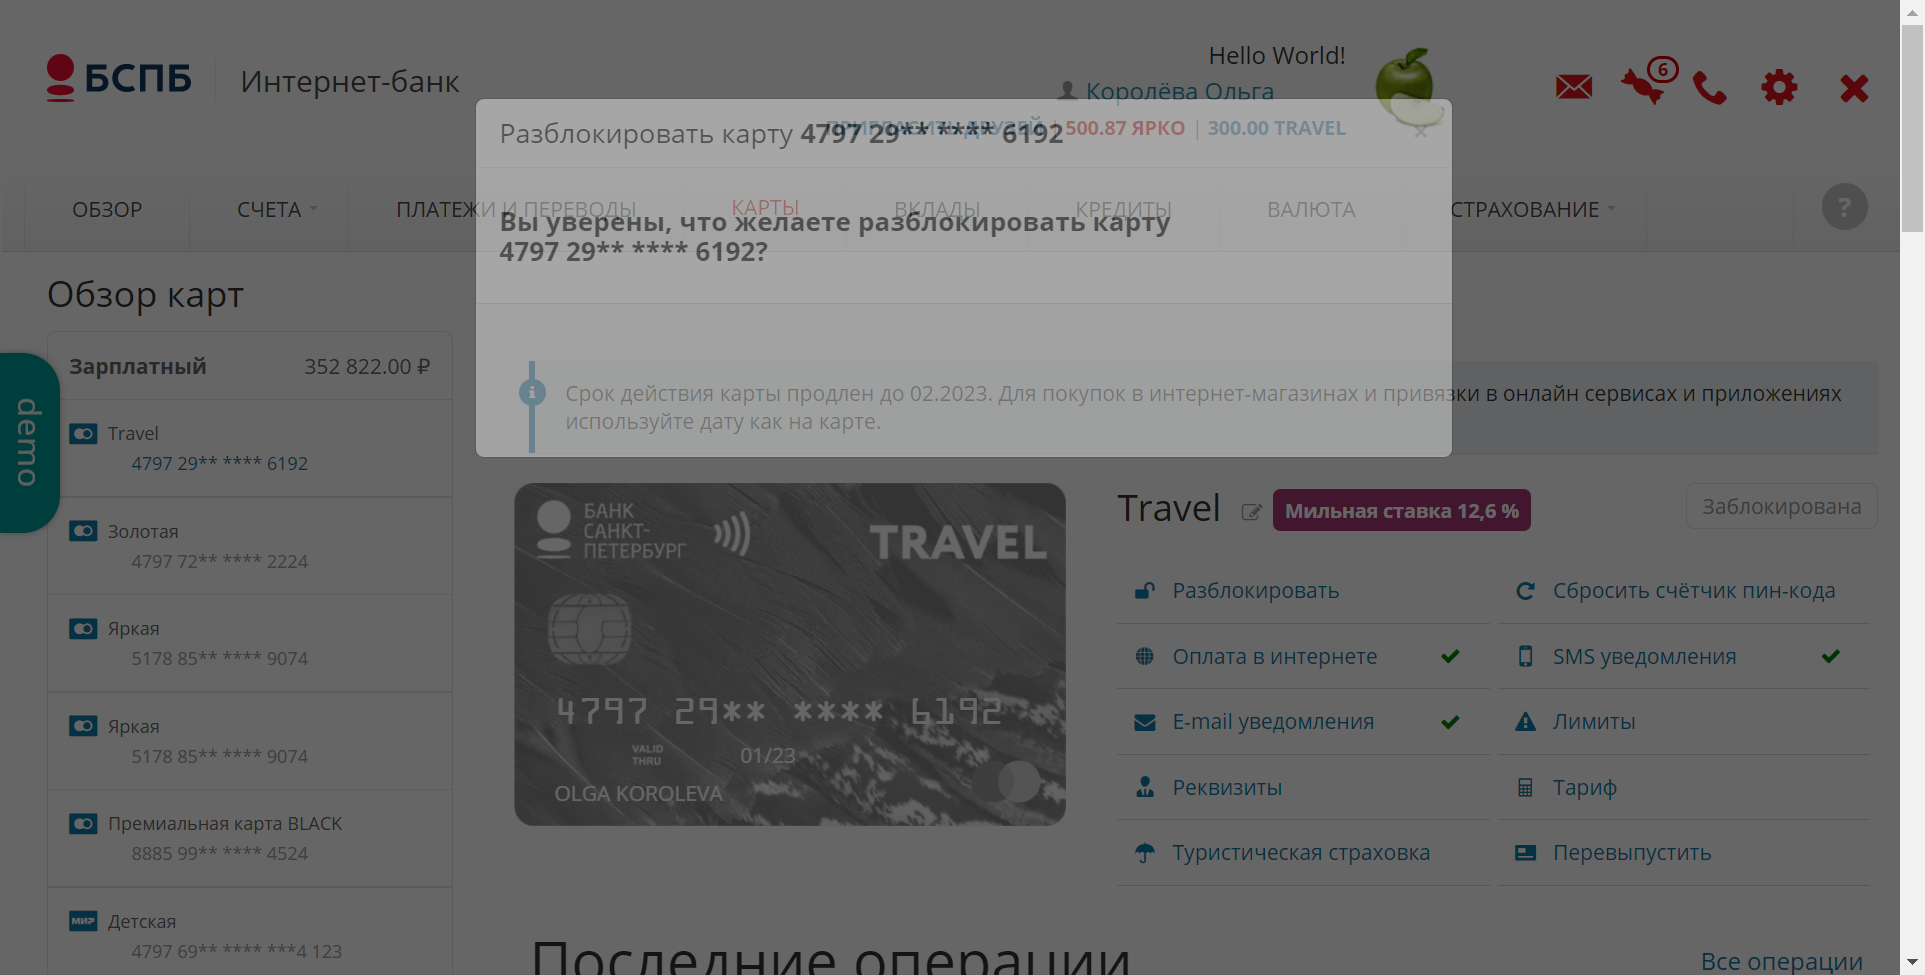 БСПБ
Интернет-банк
Hello World!
Королёва Ольга
6
ПРИГЛАСИТЬ ДРУЗЕЙ | 500.87 ЯРКО | 300.00 TRAVEL
Разблокировать карту 4797 29** **** 6192
×
ОБЗОР
СЧЕТА
ПЛАТЕЖИ И ПЕРЕВОДЫ
КАРТЫ
ВКЛАДЫ
КРЕДИТЫ
ВАЛЮТА
СТРАХОВАНИЕ
?
Вы уверены, что желаете разблокировать карту
4797 29** **** 6192?
Обзор карт
Зарплатный 352 822.00 ₽
Travel
4797 29** **** 6192
Золотая
4797 72** **** 2224
Яркая
5178 85** **** 9074
Яркая
5178 85** **** 9074
Премиальная карта BLACK
8885 99** **** 4524
МИР Детская
4797 69** **** ***4 123
demo
Срок действия карты продлен до 02.2023. Для покупок в интернет-магазинах и привязки в онлайн сервисах и приложениях
используйте дату как на карте.
БАНК
САНКТ-
ПЕТЕРБУРГ
TRAVEL
4797 29** **** 6192
VALID
THRU
01/23
OLGA KOROLEVA
Travel
Мильная ставка 12,6 %
Заблокирована
Разблокировать
Сбросить счётчик пин-кода
Оплата в интернете
SMS уведомления
E-mail уведомления
Лимиты
Реквизиты
Тариф
Туристическая страховка
Перевыпустить
Последние операции
Все операции